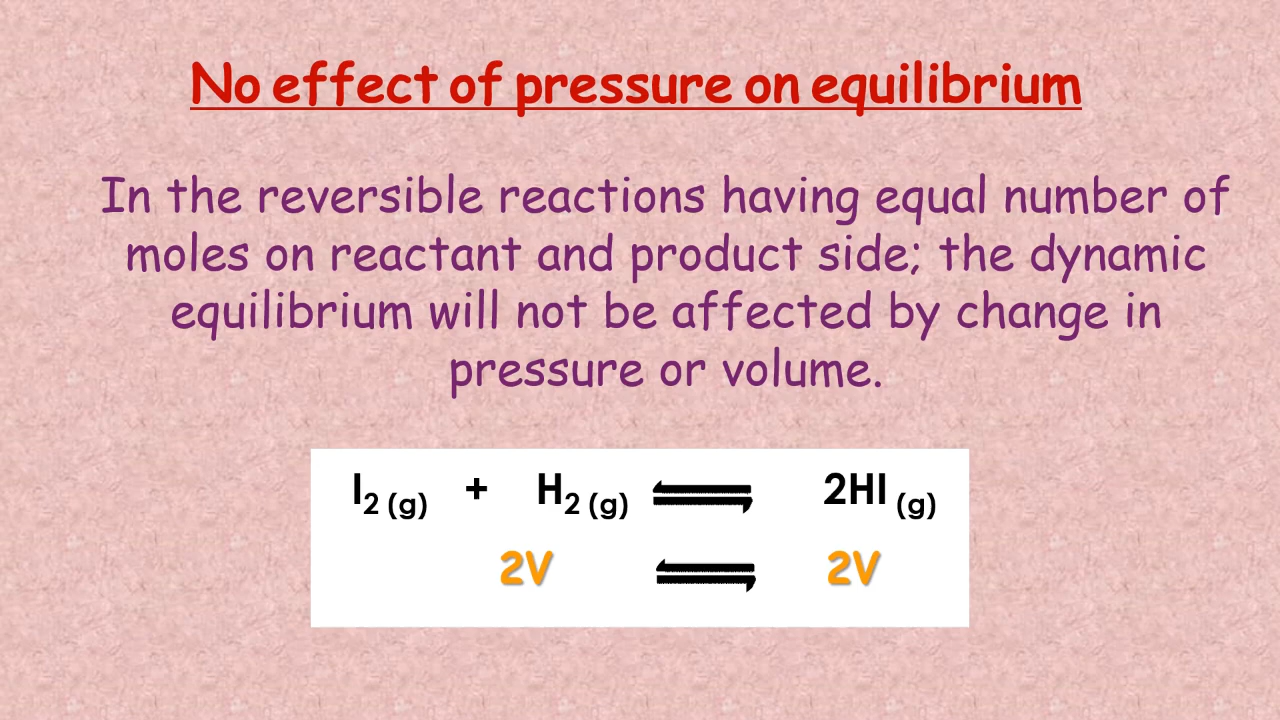 No effect of pressure on equilibrium
In the reversible reactions having equal number of
moles on reactant and product side; the dynamic
equilibrium will not be affected by change in
pressure or volume.
I₂ (g) + H₂ (g) ⇌ 2HI (g)
2V ⇌ 2V